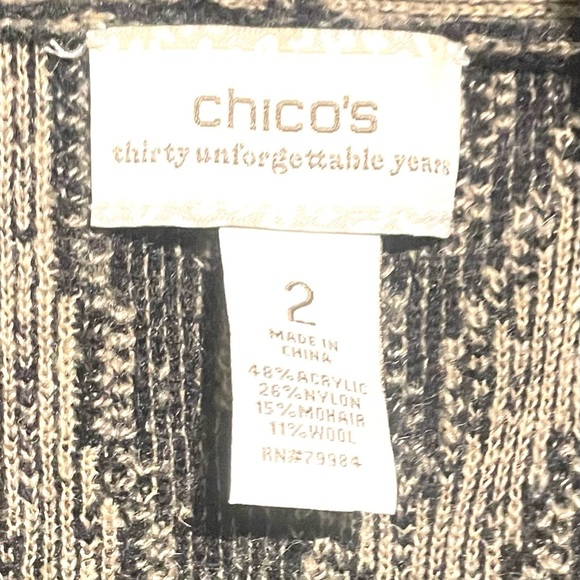 chico's
thirty unforgettable years
2
MADE IN
CHINA
48% ACRYLIC
26% NYLON
15% MOHAIR
11% WOOL
RN#79984